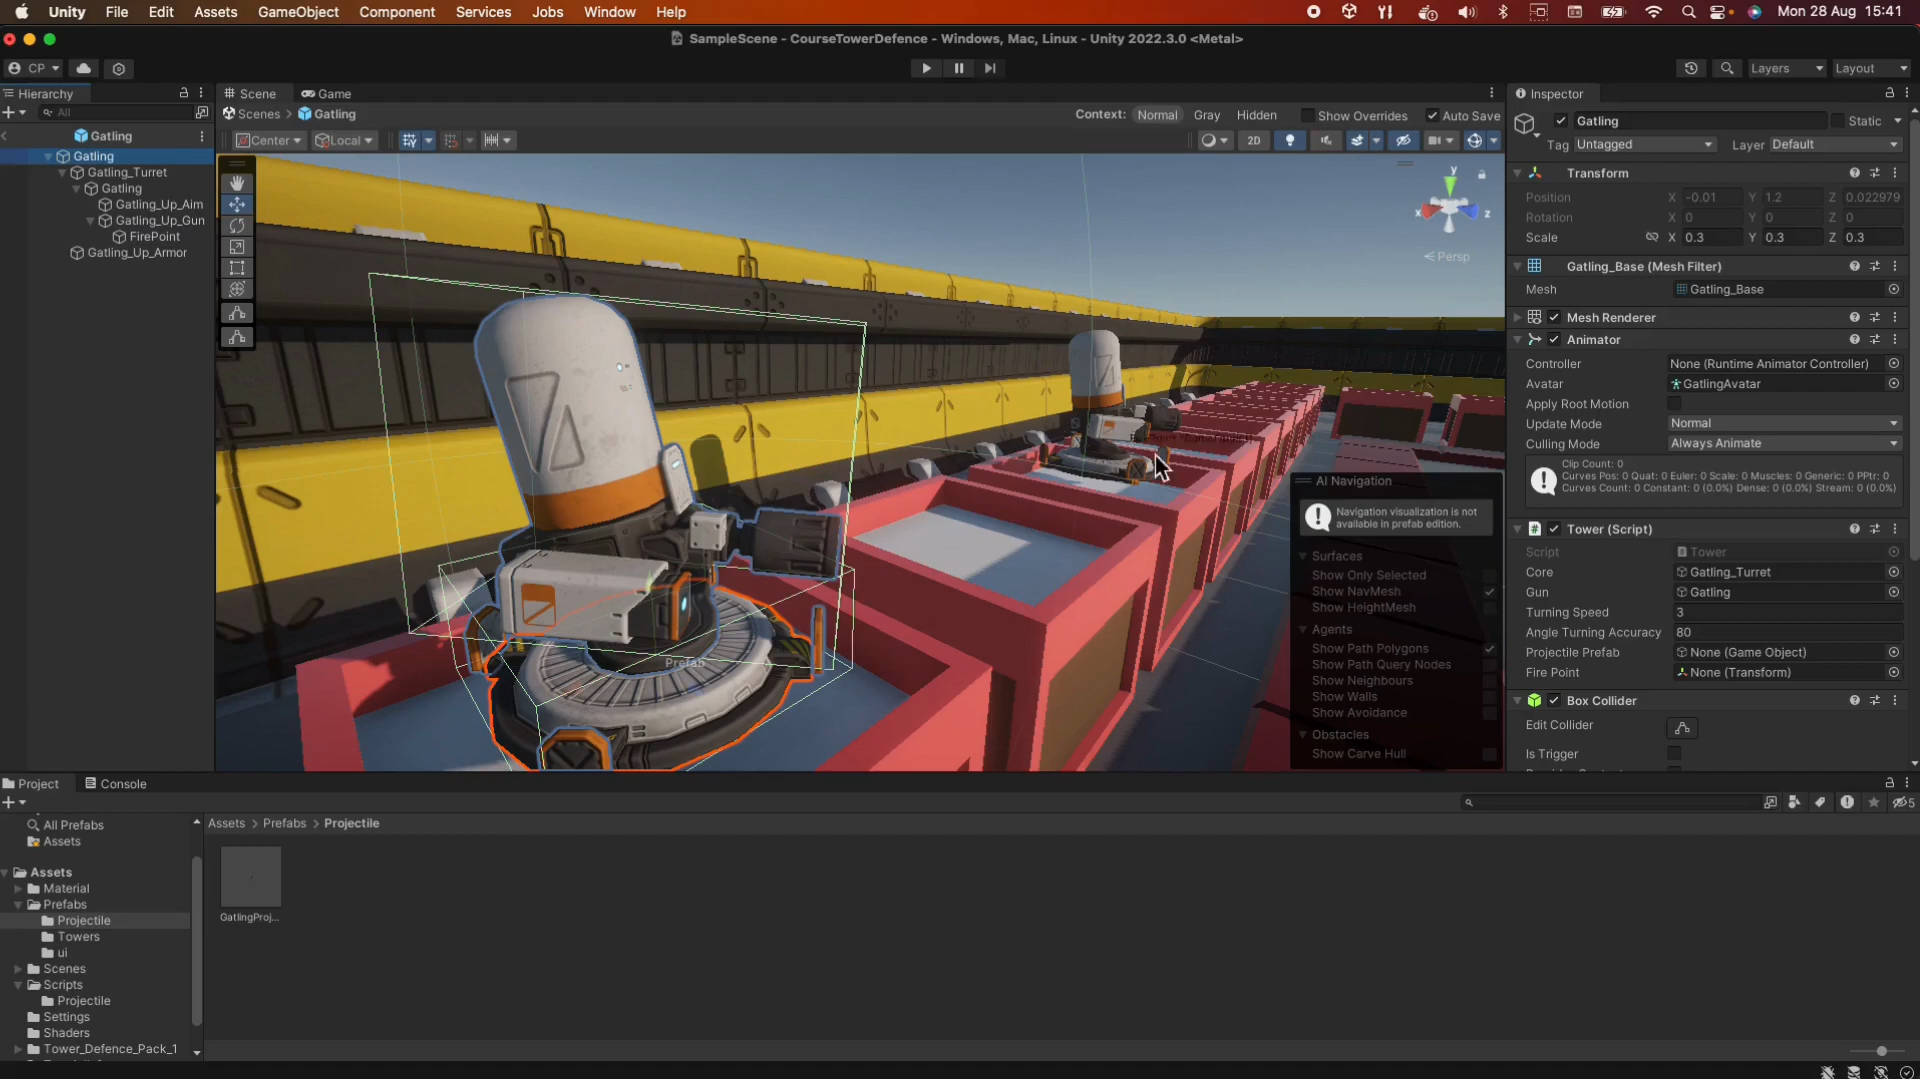 Unity File Edit Assets GameObject Component Services Jobs Window Help Mon 28 Aug 15:41
SampleScene - CourseTowerDefence - Windows, Mac, Linux - Unity 2022.3.0 <Metal>
CP Layers Layout
Hierarchy Scene Game Inspector
All Scenes > Gatling Context: Normal Gray Hidden Show Overrides Auto Save Gatling Static
Gatling Center Local 2D Tag Untagged Layer Default
Gatling
Gatling_Turret
Gatling
Gatling_Up_Aim
Gatling_Up_Gun
FirePoint
Gatling_Up_Armor
y
x z
Persp
Prefab
AI Navigation
Navigation visualization is not
available in prefab edition.
Surfaces
Show Only Selected
Show NavMesh
Show HeightMesh
Agents
Show Path Polygons
Show Path Query Nodes
Show Neighbours
Show Walls
Show Avoidance
Obstacles
Show Carve Hull
Transform
Position X -0.01 Y 1.2 Z 0.022979
Rotation X 0 Y 0 Z 0
Scale X 0.3 Y 0.3 Z 0.3
Gatling_Base (Mesh Filter)
Mesh Gatling_Base
Mesh Renderer
Animator
Controller None (Runtime Animator Controller)
Avatar GatlingAvatar
Apply Root Motion
Update Mode Normal
Culling Mode Always Animate
Clip Count: 0
Curves Pos: 0 Quat: 0 Euler: 0 Scale: 0 Muscles: 0 Generic: 0 PPtr: 0
Curves Count: 0 Constant: 0 (0.0%) Dense: 0 (0.0%) Stream: 0 (0.0%)
Tower (Script)
Script Tower
Core Gatling_Turret
Gun Gatling
Turning Speed 3
Angle Turning Accuracy 80
Projectile Prefab None (Game Object)
Fire Point None (Transform)
Box Collider
Edit Collider
Is Trigger
Project Console
5
All Prefabs
Assets
Assets
Material
Prefabs
Projectile
Towers
ui
Scenes
Scripts
Projectile
Settings
Shaders
Tower_Defence_Pack_1
Assets > Prefabs > Projectile
GatlingProj...